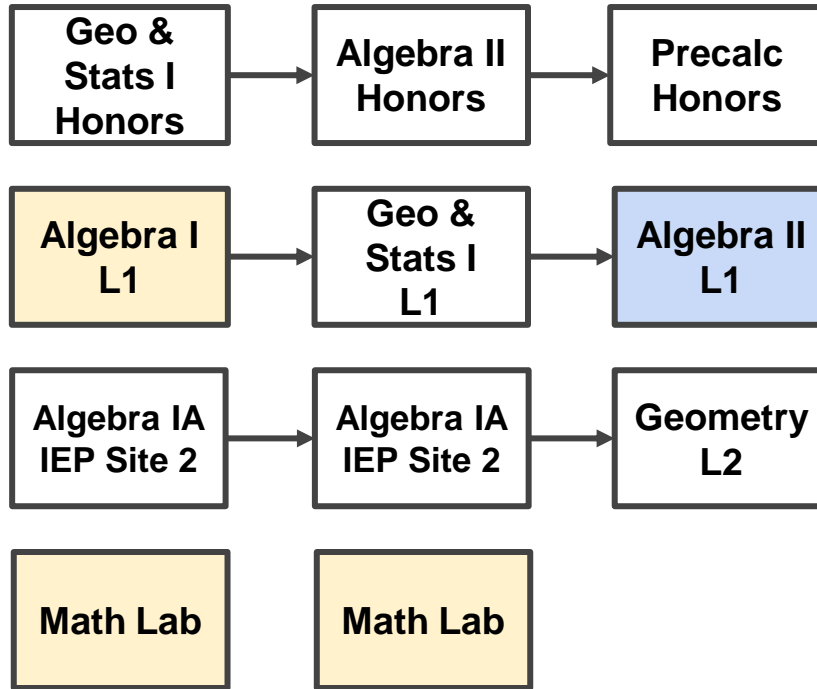 Geo &
Stats I
Honors
Algebra II
Honors
Precalc
Honors
Algebra I
L1
Geo &
Stats I
L1
Algebra II
L1
Algebra IA
IEP Site 2
Algebra IA
IEP Site 2
Geometry
L2
Math Lab
Math Lab